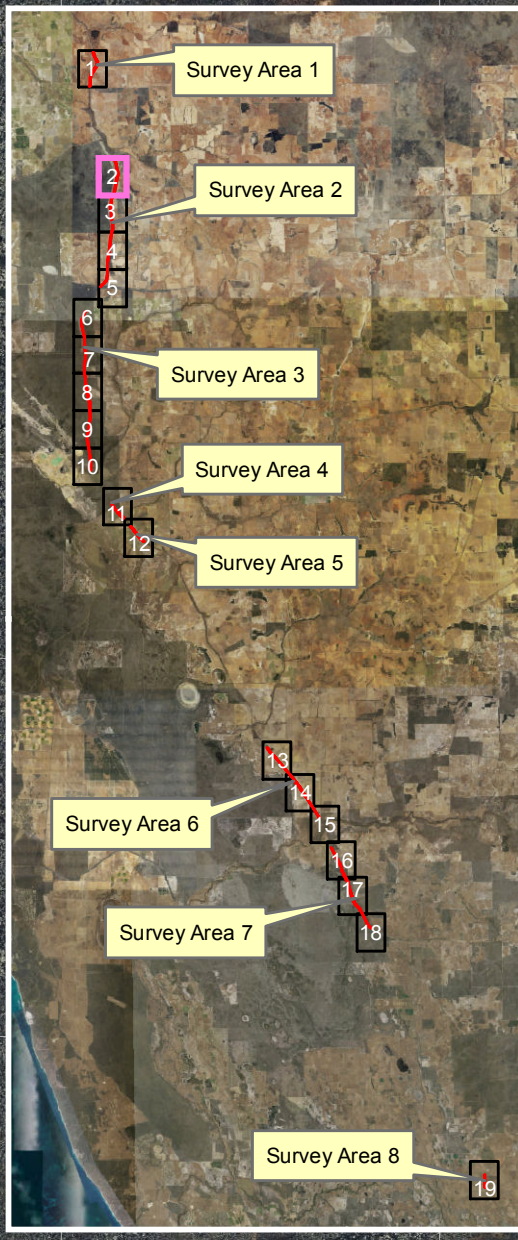 1
Survey Area 1
2
Survey Area 2
3
4
5
6
7
Survey Area 3
8
9
10
Survey Area 4
11
12
Survey Area 5
13
14
Survey Area 6
15
16
17
Survey Area 7
18
Survey Area 8
19